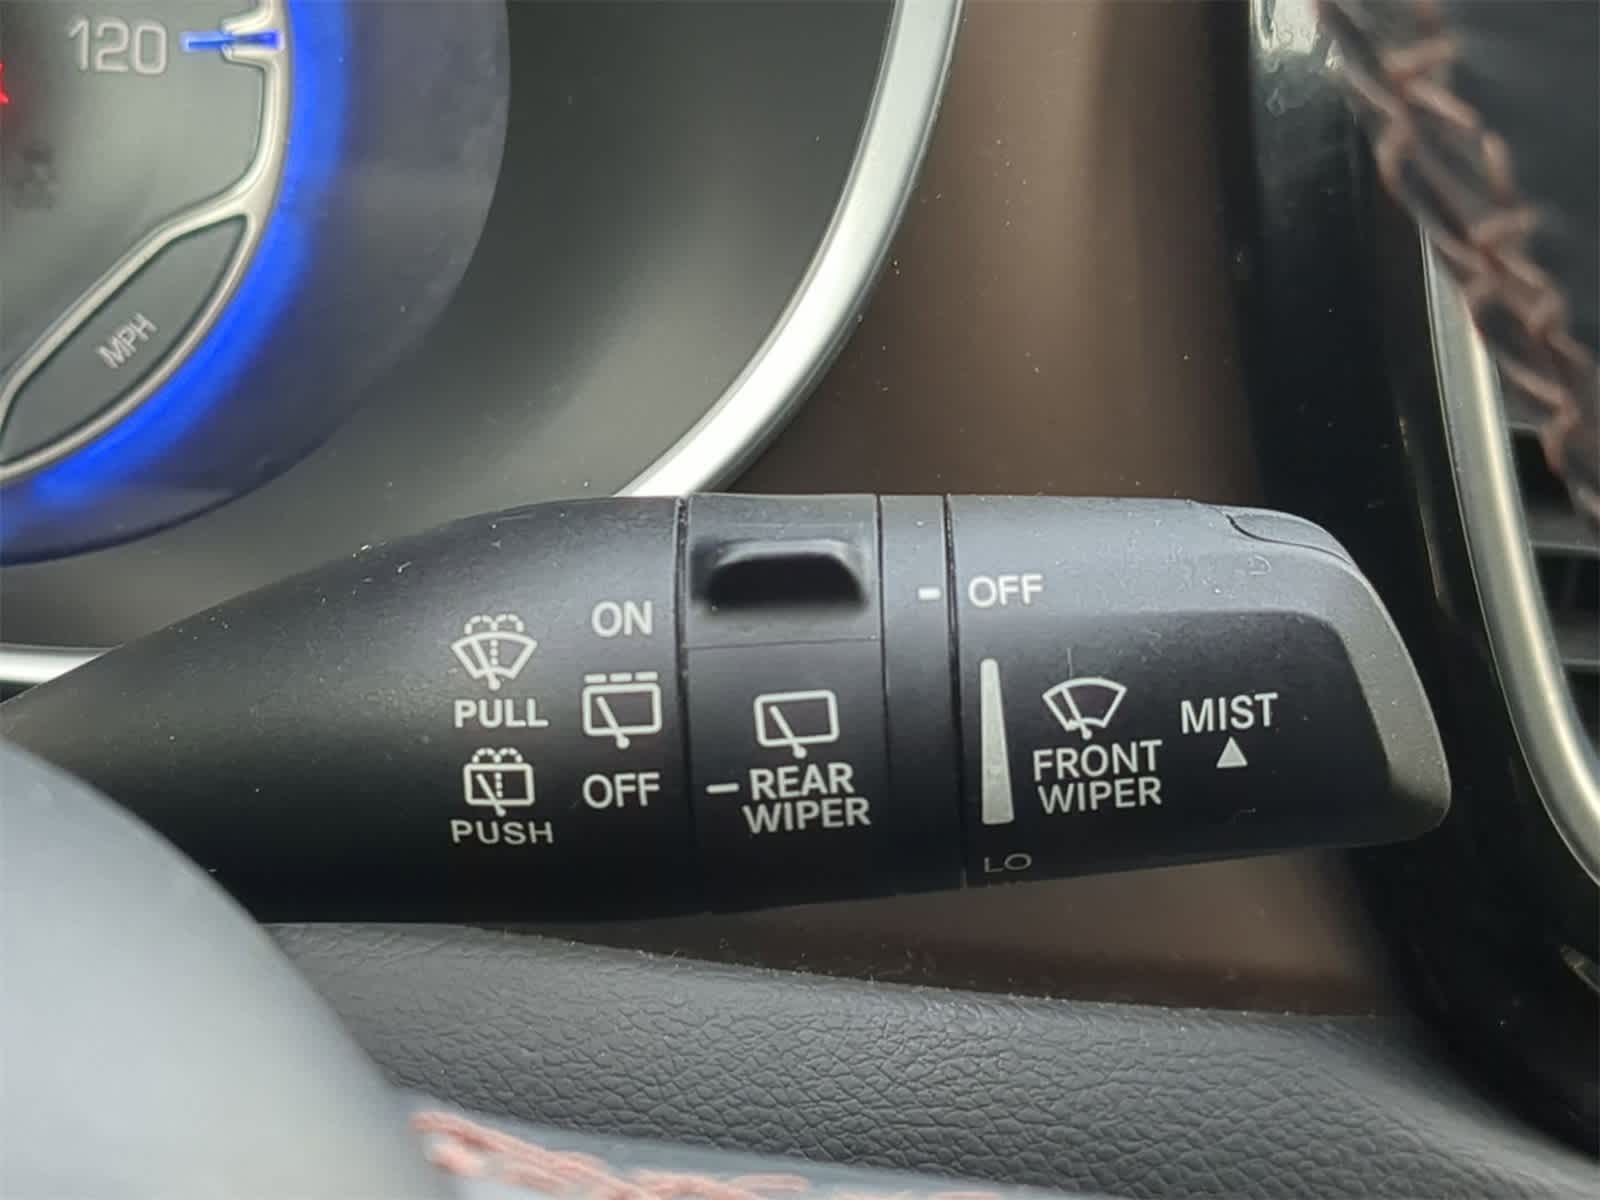 120
MPH
PULL
PUSH
ON
OFF
REAR
WIPER
OFF
FRONT
WIPER
MIST
LO